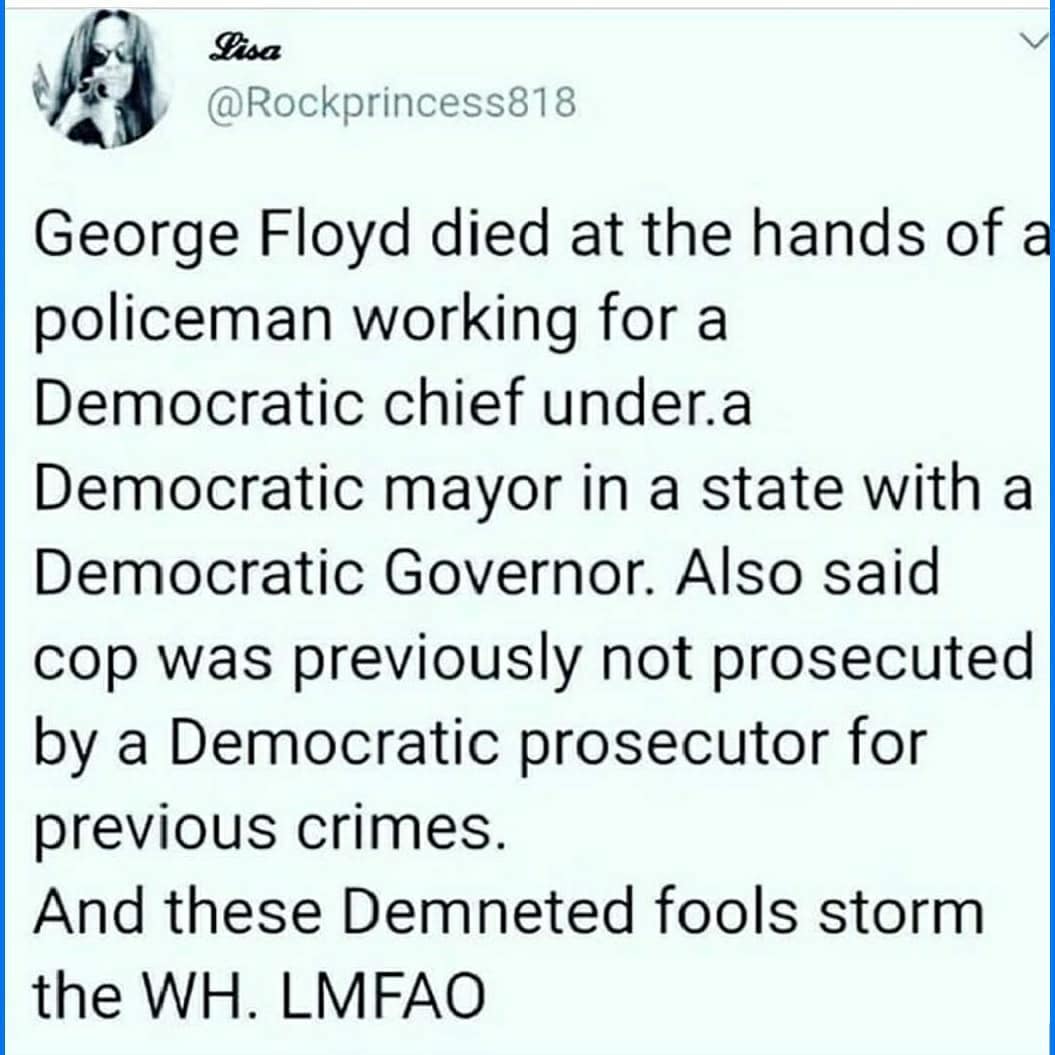 Lisa
@Rockprincess818
George Floyd died at the hands of a
policeman working for a
Democratic chief under.a
Democratic mayor in a state with a
Democratic Governor. Also said
cop was previously not prosecuted
by a Democratic prosecutor for
previous crimes.
And these Demneted fools storm
the WH. LMFAO